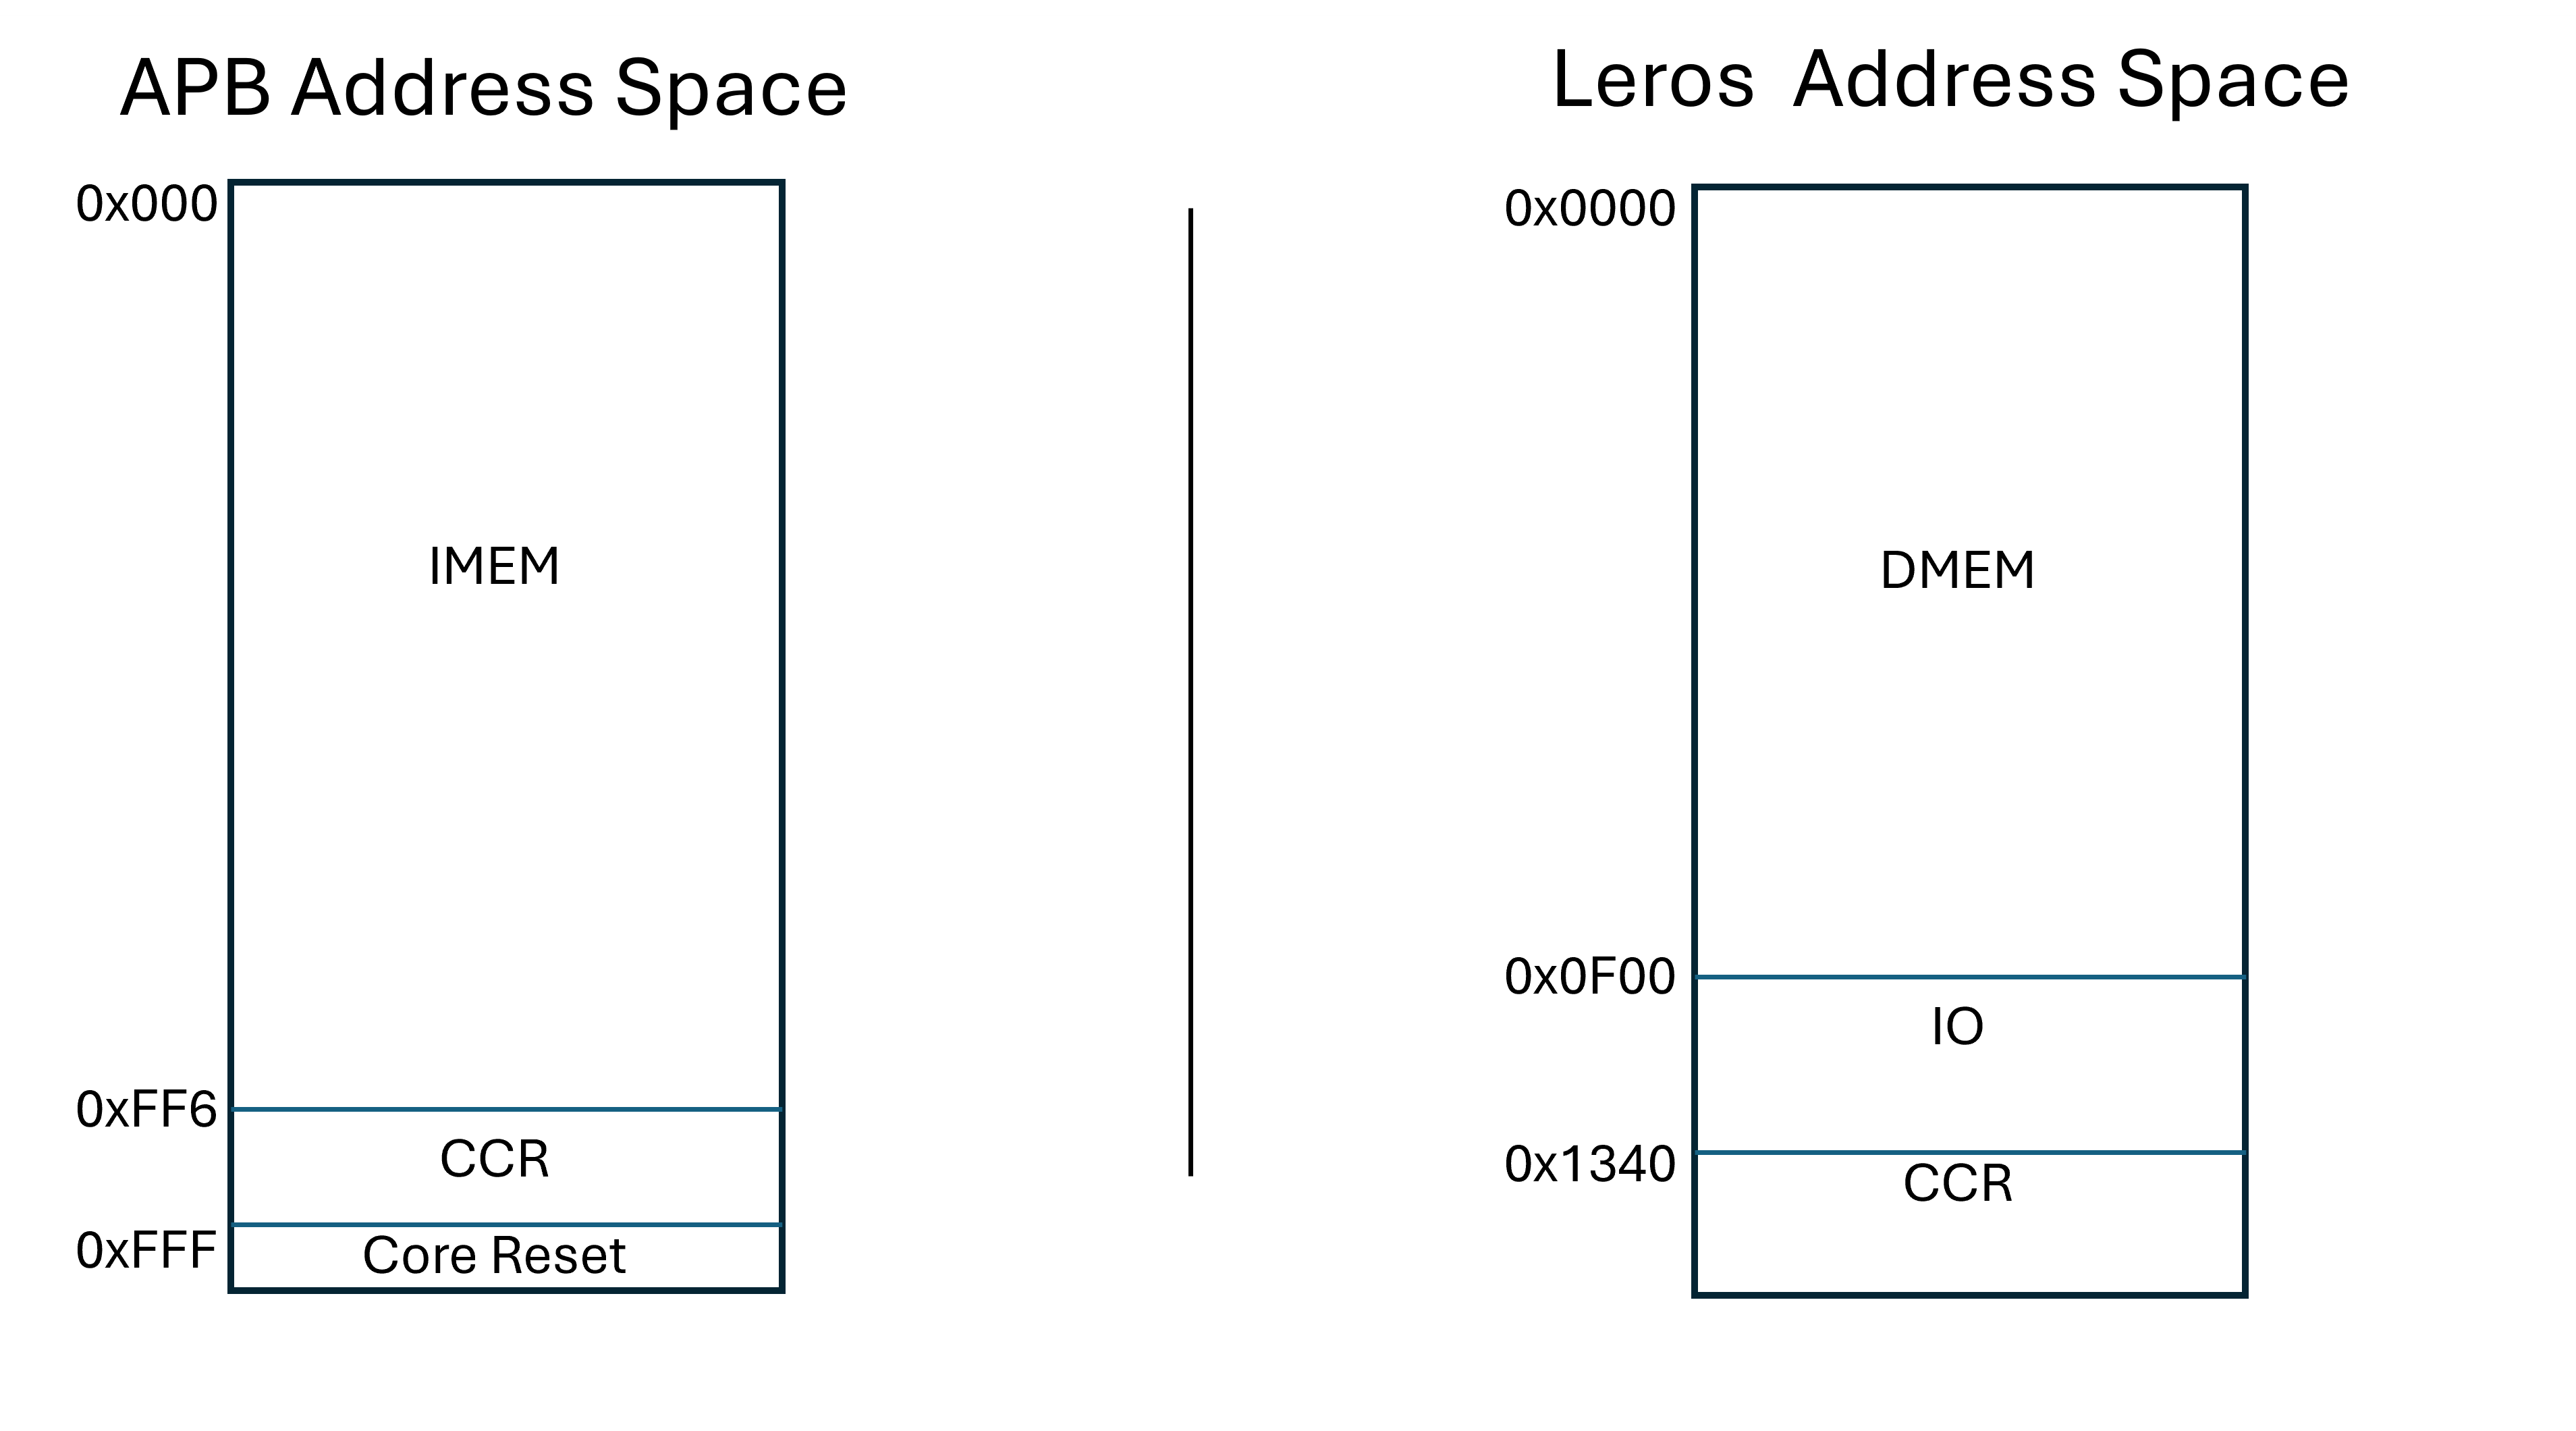 APB Address Space
0x000
IMEM
0xFF6
CCR
0xFFF
Core Reset
Leros  Address Space
0x0000
DMEM
0x0F00
IO
0x1340
CCR